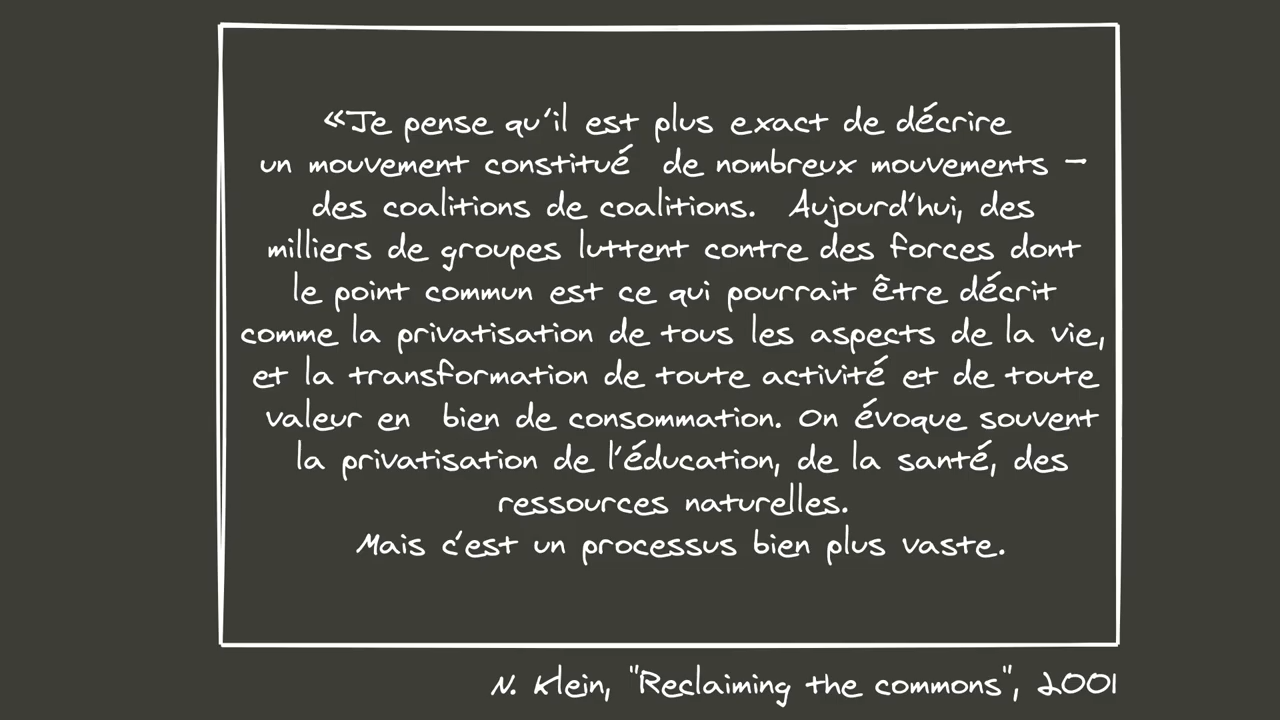 «Je pense qu'il est plus exact de décrire
un mouvement constitué de nombreux mouvements –
des coalitions de coalitions. Aujourd'hui, des
milliers de groupes luttent contre des forces dont
le point commun est ce qui pourrait être décrit
comme la privatisation de tous les aspects de la vie,
et la transformation de toute activité et de toute
valeur en bien de consommation. On évoque souvent
la privatisation de l'éducation, de la santé, des
ressources naturelles.
Mais c'est un processus bien plus vaste.
N. Klein, "Reclaiming the commons", 2001